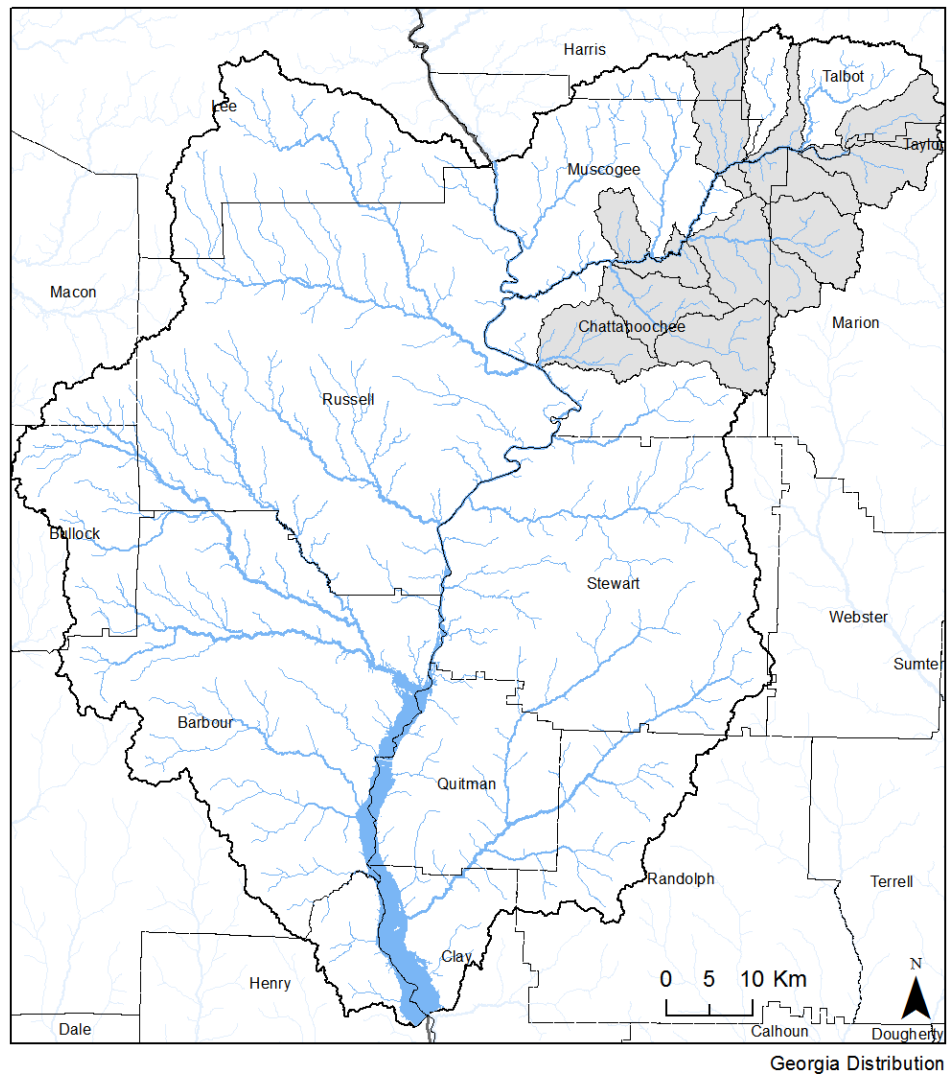 Harris
Talbot
Lee
Taylor
Muscogee
Macon
Marion
Chattahoochee
Russell
Bullock
Stewart
Webster
Sumter
Barbour
Quitman
Randolph
Terrell
Clay
N
Henry
0 5 10 Km
Dale
Calhoun
Dougherty
Georgia Distribution